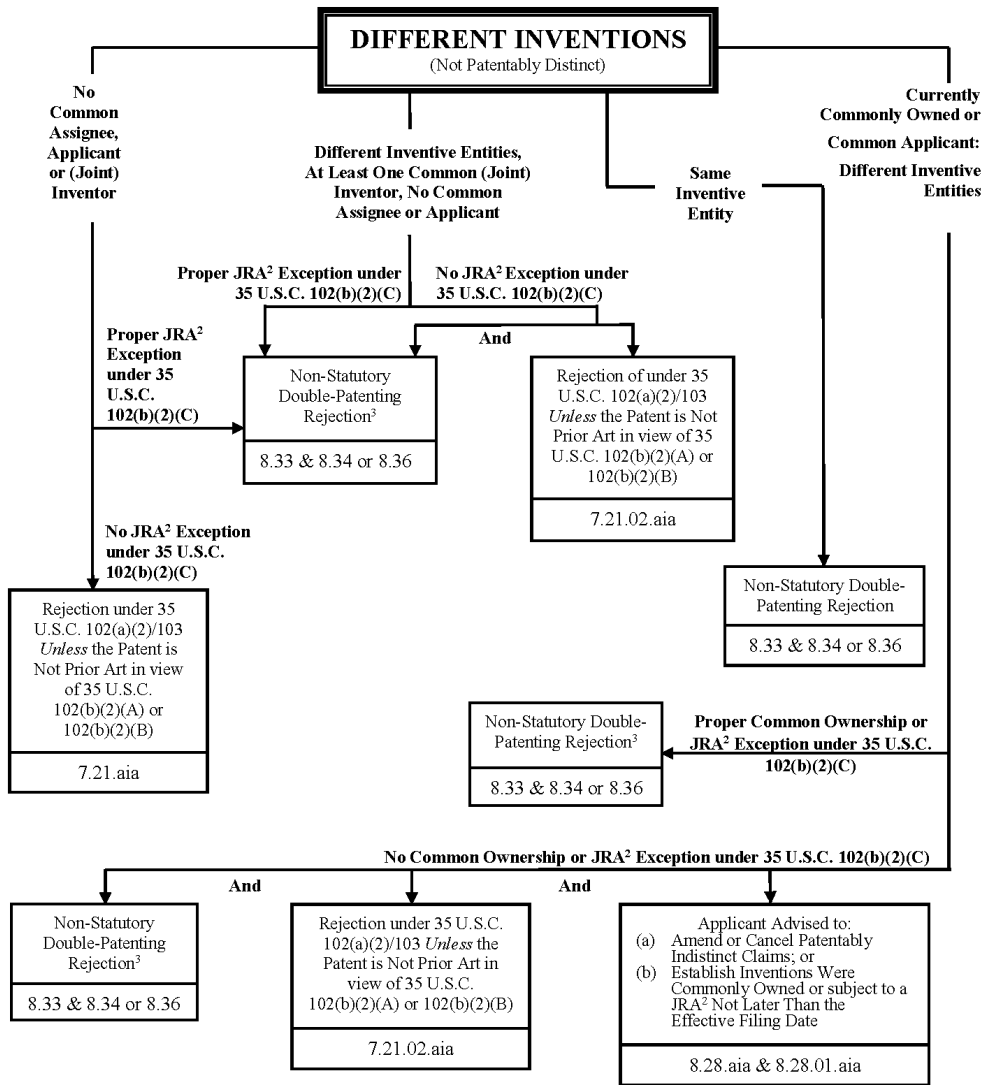 DIFFERENT INVENTIONS
(Not Patentably Distinct)
No
Common
Assignee,
Applicant
or (Joint)
Inventor
Different Inventive Entities,
At Least One Common (Joint)
Inventor, No Common
Assignee or Applicant
Same
Inventive
Entity
Currently
Commonly Owned or
Common Applicant:
Different Inventive
Entities
Proper JRA² Exception under
35 U.S.C. 102(b)(2)(C)
No JRA² Exception under
35 U.S.C. 102(b)(2)(C)
And
Proper JRA²
Exception
under 35
U.S.C.
102(b)(2)(C)
Non-Statutory
Double-Patenting
Rejection³
8.33 & 8.34 or 8.36
Rejection of under 35
U.S.C. 102(a)(2)/103
Unless the Patent is Not
Prior Art in view of 35
U.S.C. 102(b)(2)(A) or
102(b)(2)(B)
7.21.02.aia
No JRA² Exception
under 35 U.S.C.
102(b)(2)(C)
Rejection under 35
U.S.C. 102(a)(2)/103
Unless the Patent is
Not Prior Art in view
of 35 U.S.C.
102(b)(2)(A) or
102(b)(2)(B)
7.21.aia
Non-Statutory Double-
Patenting Rejection
8.33 & 8.34 or 8.36
Non-Statutory Double-
Patenting Rejection³
8.33 & 8.34 or 8.36
Proper Common Ownership or
JRA² Exception under 35 U.S.C.
102(b)(2)(C)
No Common Ownership or JRA² Exception under 35 U.S.C. 102(b)(2)(C)
And
And
Non-Statutory
Double-Patenting
Rejection³
8.33 & 8.34 or 8.36
Rejection under 35 U.S.C.
102(a)(2)/103 Unless the
Patent is Not Prior Art in
view of 35 U.S.C.
102(b)(2)(A) or 102(b)(2)(B)
7.21.02.aia
Applicant Advised to:
(a) Amend or Cancel Patentably
Indistinct Claims; or
(b) Establish Inventions Were
Commonly Owned or subject to a
JRA² Not Later Than the
Effective Filing Date
8.28.aia & 8.28.01.aia